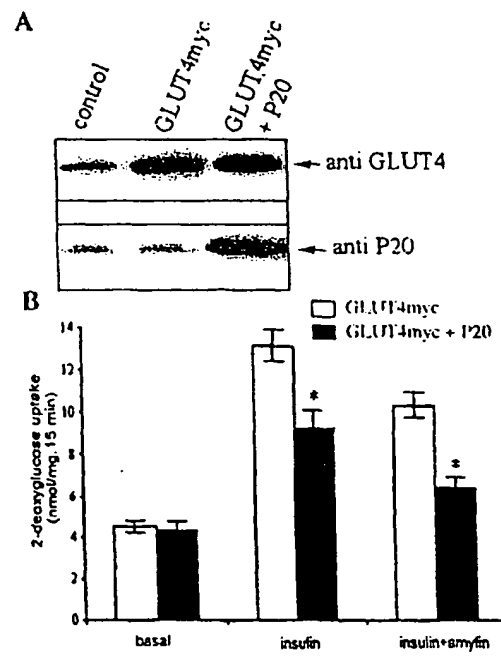 A
control
GLUT4myc
GLUT4myc
+ P20
anti GLUT4
anti P20
B
GLUT4myc
GLUT4myc + P20
2-deoxyglucose uptake
(nmol/mg. 15 min)
14
12
10
8
6
4
2
0
*
*
basal
insulin
insulin+amylin